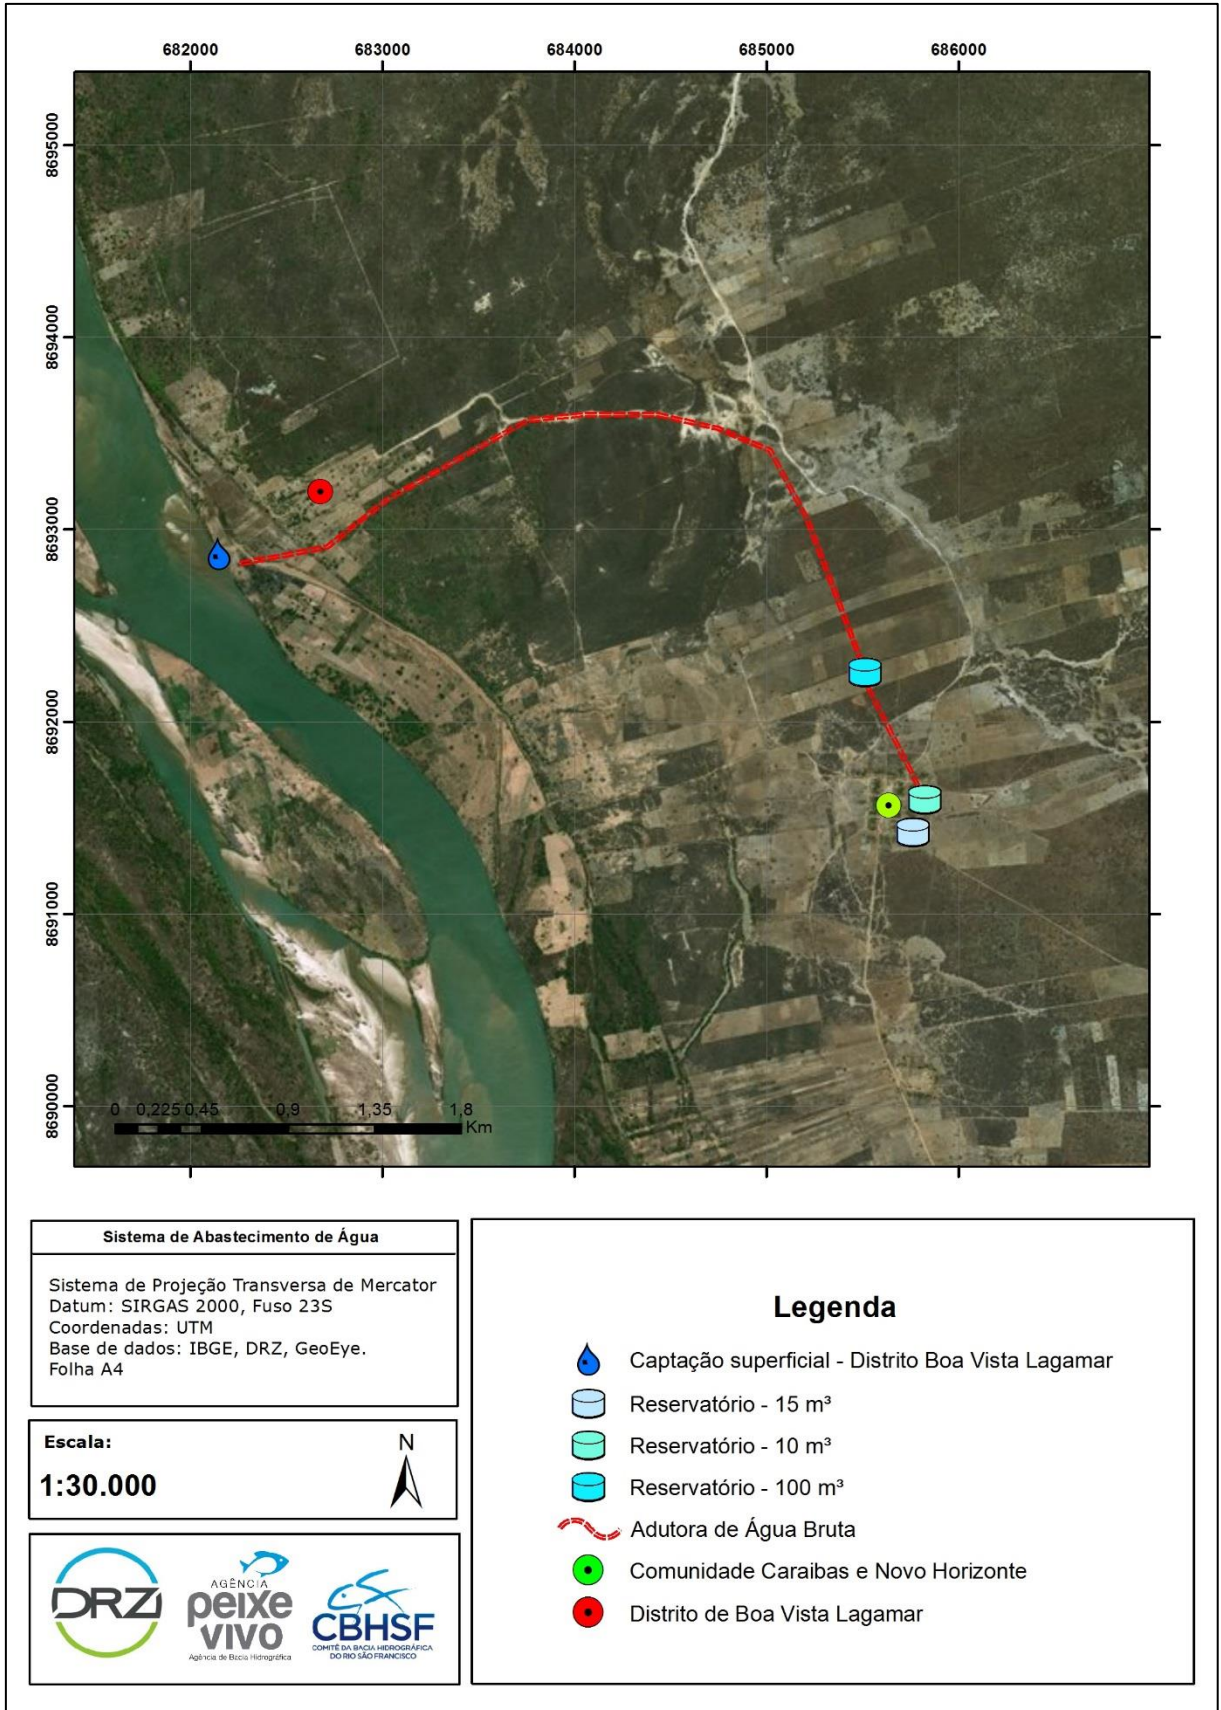 682000 683000 684000 685000 686000
8695000
8694000
8693000
8692000
8691000
8690000
0 0,225 0,45 0,9 1,35 1,8
Km
Sistema de Abastecimento de Água
Sistema de Projeção Transversa de Mercator
Datum: SIRGAS 2000, Fuso 23S
Coordenadas: UTM
Base de dados: IBGE, DRZ, GeoEye.
Folha A4
Escala:
1:30.000
N
DRZ
AGÊNCIA
peixe
vivo
Agência de Bacia Hidrográfica
CBHSF
COMITÊ DA BACIA HIDROGRÁFICA
DO RIO SÃO FRANCISCO
Legenda
Captação superficial - Distrito Boa Vista Lagamar
Reservatório - 15 m³
Reservatório - 10 m³
Reservatório - 100 m³
Adutora de Água Bruta
Comunidade Caraibas e Novo Horizonte
Distrito de Boa Vista Lagamar